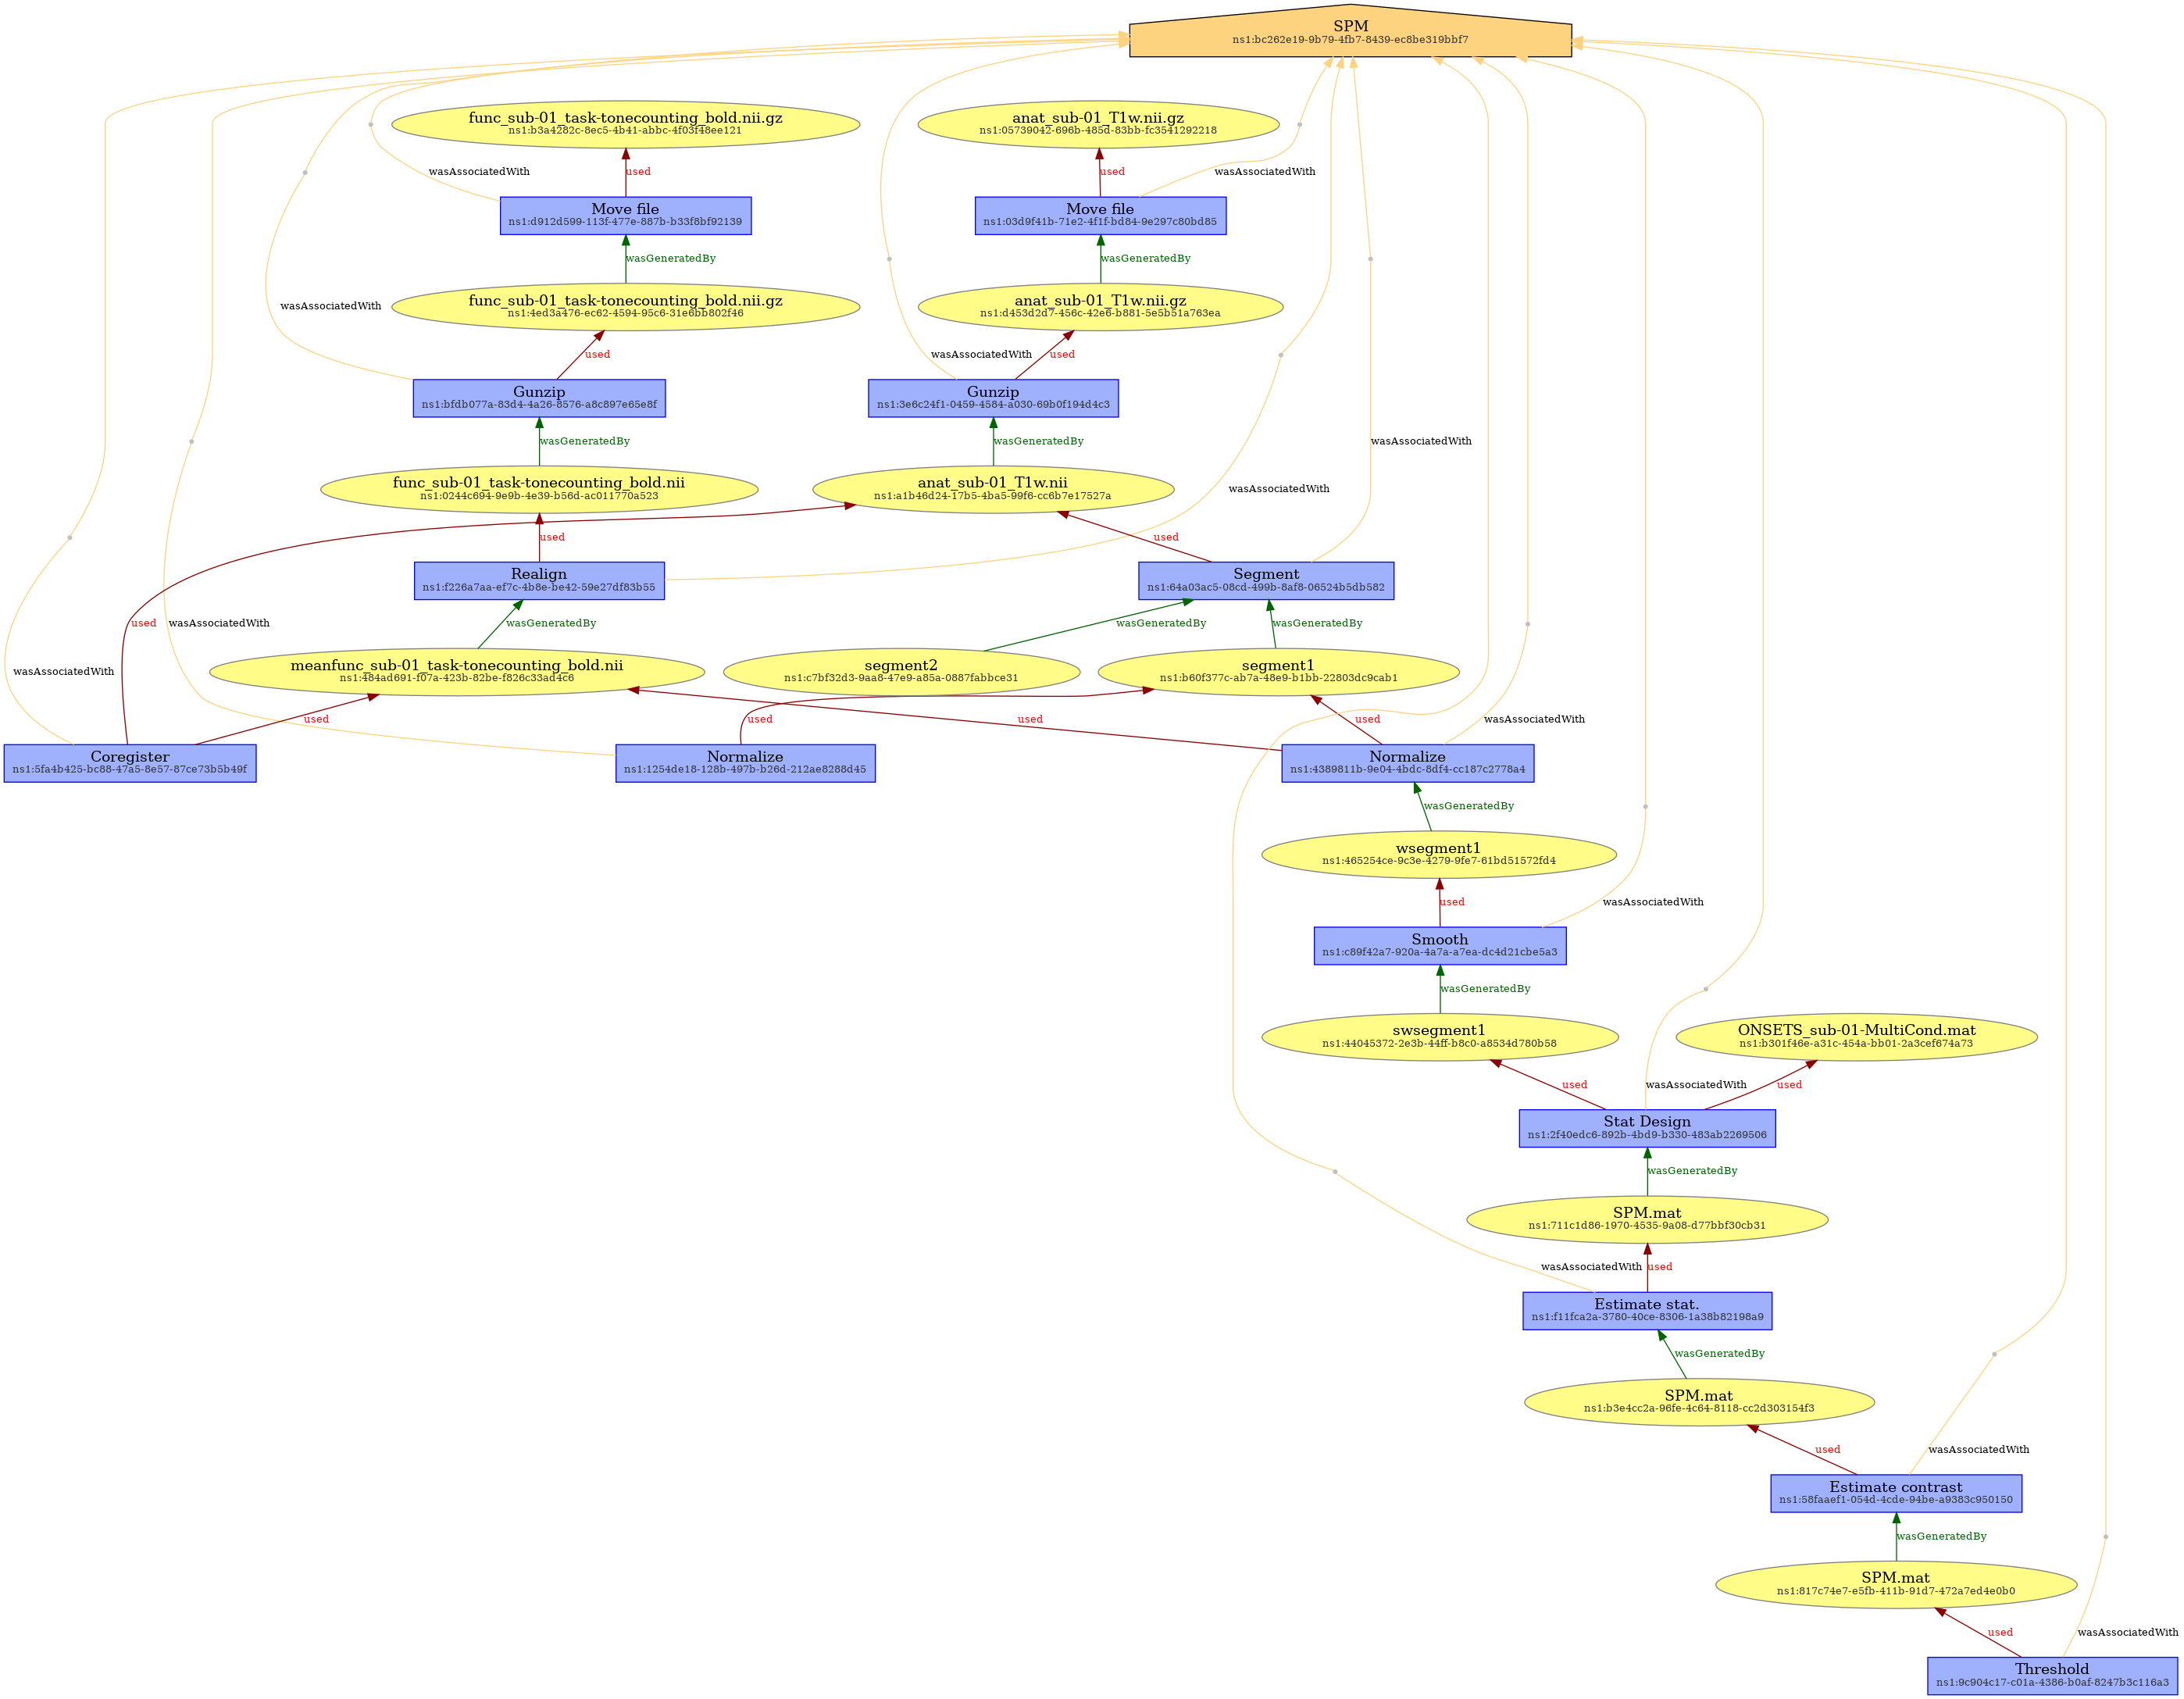 SPM
ns1:bc262e19-9b79-4fb7-8439-ec8be319bbf7
func_sub-01_task-tonecounting_bold.nii.gz
ns1:b3a4282c-8ec5-4b41-abbc-4f03f48ee121
anat_sub-01_T1w.nii.gz
ns1:05739042-696b-485d-83bb-fc3541292218
wasAssociatedWith
used
used
wasAssociatedWith
Move file
ns1:d912d599-113f-477e-887b-b33f8bf92139
Move file
ns1:03d9f41b-71e2-4f1f-bd84-9e297c80bd85
wasGeneratedBy
wasGeneratedBy
wasAssociatedWith
func_sub-01_task-tonecounting_bold.nii.gz
ns1:4ed3a476-ec62-4594-95c6-31e6bb802f46
anat_sub-01_T1w.nii.gz
ns1:d453d2d7-456c-42e6-b881-5e5b51a763ea
used
wasAssociatedWith
used
Gunzip
ns1:bfdb077a-83d4-4a26-8576-a8c897e65e8f
Gunzip
ns1:3e6c24f1-0459-4584-a030-69b0f194d4c3
wasGeneratedBy
wasGeneratedBy
wasAssociatedWith
func_sub-01_task-tonecounting_bold.nii
ns1:0244c694-9e9b-4e39-b56d-ac011770a523
anat_sub-01_T1w.nii
ns1:a1b46d24-17b5-4ba5-99f6-cc6b7e17527a
wasAssociatedWith
used
used
Realign
ns1:f226a7aa-ef7c-4b8e-be42-59e27df83b55
Segment
ns1:64a03ac5-08cd-499b-8af8-06524b5db582
used
wasAssociatedWith
wasGeneratedBy
wasGeneratedBy
wasGeneratedBy
wasAssociatedWith
meanfunc_sub-01_task-tonecounting_bold.nii
ns1:484ad691-f07a-423b-82be-f826c33ad4c6
segment2
ns1:c7bf32d3-9aa8-47e9-a85a-0887fabbce31
segment1
ns1:b60f377c-ab7a-48e9-b1bb-22803dc9cab1
used
used
used
used
wasAssociatedWith
Coregister
ns1:5fa4b425-bc88-47a5-8e57-87ce73b5b49f
Normalize
ns1:1254de18-128b-497b-b26d-212ae8288d45
Normalize
ns1:4389811b-9e04-4bdc-8df4-cc187c2778a4
wasGeneratedBy
wsegment1
ns1:465254ce-9c3e-4279-9fe7-61bd51572fd4
used
wasAssociatedWith
Smooth
ns1:c89f42a7-920a-4a7a-a7ea-dc4d21cbe5a3
wasGeneratedBy
swsegment1
ns1:44045372-2e3b-44ff-b8c0-a8534d780b58
ONSETS_sub-01-MultiCond.mat
ns1:b301f46e-a31c-454a-bb01-2a3cef674a73
used
wasAssociatedWith
used
Stat Design
ns1:2f40edc6-892b-4bd9-b330-483ab2269506
wasGeneratedBy
SPM.mat
ns1:711c1d86-1970-4535-9a08-d77bbf30cb31
wasAssociatedWith
used
Estimate stat.
ns1:f11fca2a-3780-40ce-8306-1a38b82198a9
wasGeneratedBy
SPM.mat
ns1:b3e4cc2a-96fe-4c64-8118-cc2d303154f3
used
wasAssociatedWith
Estimate contrast
ns1:58faaef1-054d-4cde-94be-a9383c950150
wasGeneratedBy
SPM.mat
ns1:817c74e7-e5fb-411b-91d7-472a7ed4e0b0
used
wasAssociatedWith
Threshold
ns1:9c904c17-c01a-4386-b0af-8247b3c116a3